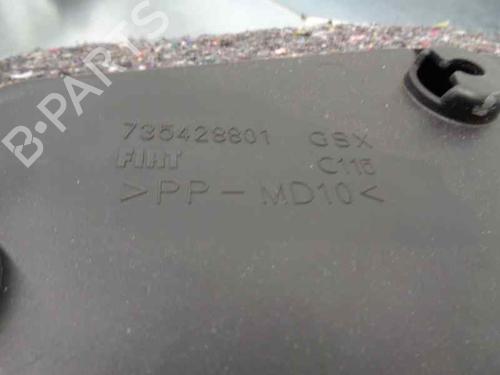 735428801 GSX
FIAT C115
>PP-MD10<
B-PARTS